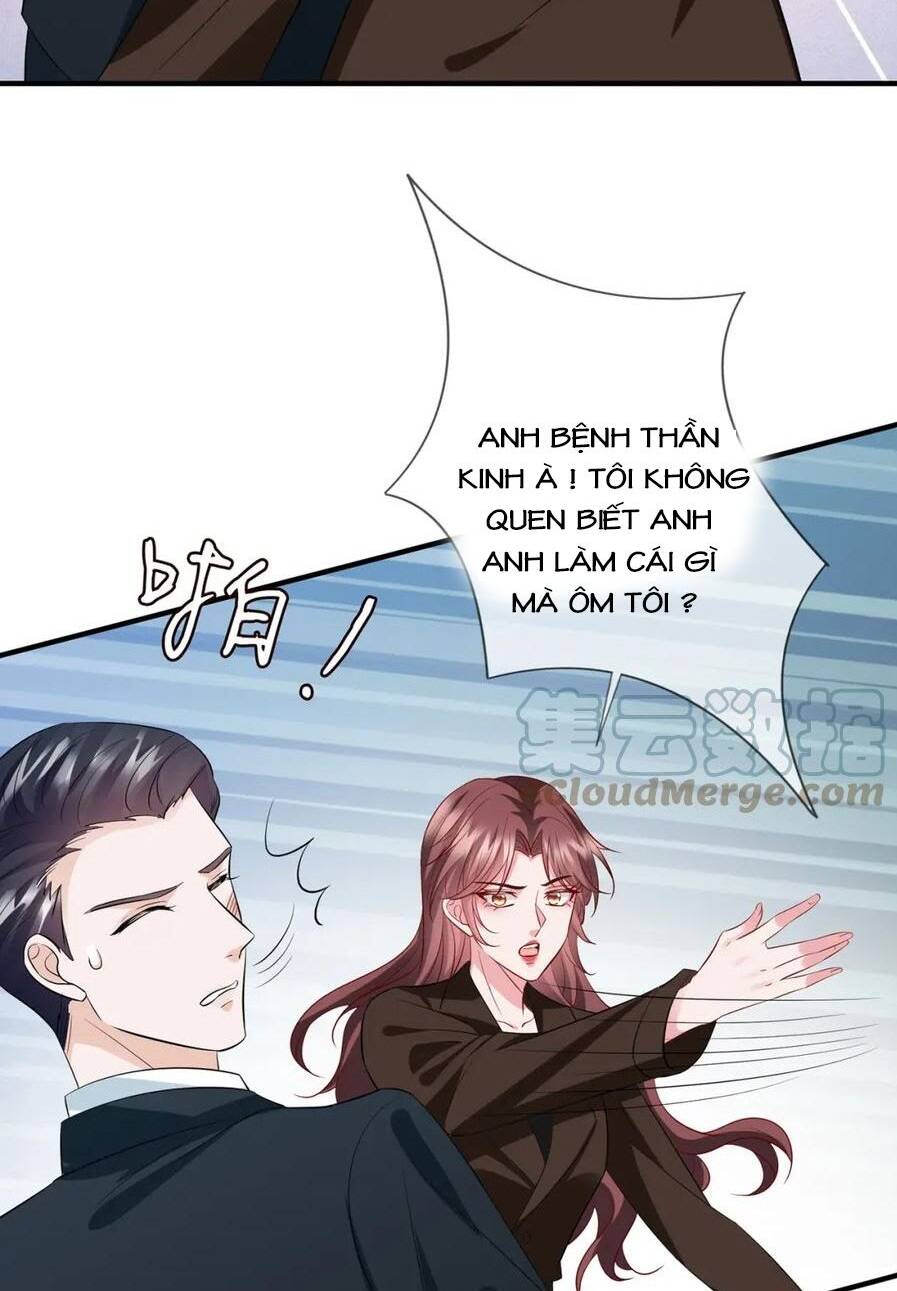 ANH BỆNH THẦN
KINH À ! TÔI KHÔNG
QUEN BIẾT ANH
ANH LÀM CÁI GÌ
MÀ ÔM TÔI ?
啪！
集云数据
iCloudMerge.com